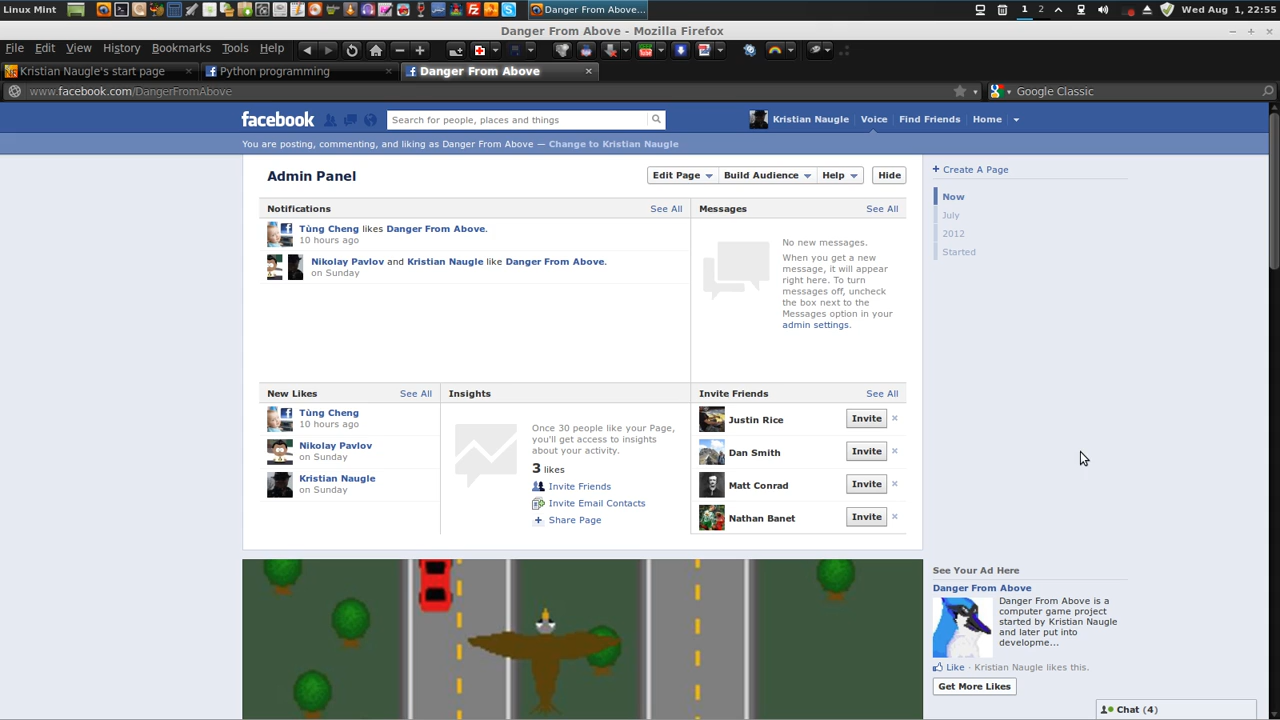 Linux Mint
Danger From Above...
1 2
Wed Aug 1, 22:55
Danger From Above - Mozilla Firefox
File Edit View History Bookmarks Tools Help
Kristian Naugle's start page
Python programming
Danger From Above
www.facebook.com/DangerFromAbove
Google Classic
facebook
Search for people, places and things
Kristian Naugle Voice Find Friends Home
You are posting, commenting, and liking as Danger From Above — Change to Kristian Naugle
Admin Panel
Edit Page
Build Audience
Help
Hide
Notifications See All
Tùng Cheng likes Danger From Above.
10 hours ago
Nikolay Pavlov and Kristian Naugle like Danger From Above.
on Sunday
Messages See All
No new messages.
When you get a new
message, it will appear
right here. To turn
messages off, uncheck
the box next to the
Messages option in your
admin settings.
New Likes See All
Tùng Cheng
10 hours ago
Nikolay Pavlov
on Sunday
Kristian Naugle
on Sunday
Insights
Once 30 people like your Page,
you'll get access to insights
about your activity.
3 likes
Invite Friends
Invite Email Contacts
+ Share Page
Invite Friends See All
Justin Rice Invite
Dan Smith Invite
Matt Conrad Invite
Nathan Banet Invite
+ Create A Page
Now
July
2012
Started
See Your Ad Here
Danger From Above
Danger From Above is a
computer game project
started by Kristian Naugle
and later put into
developme...
Like · Kristian Naugle likes this.
Get More Likes
Chat (4)